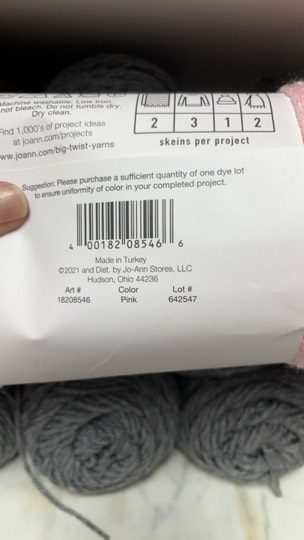 Machine washable. Low Iron.
not bleach. Do not tumble dry.
Dry clean.
Find 1,000's of project ideas
at joann.com/projects
www.joann.com/big-twist-yarns
2 3 1 2
skeins per project
Suggestion: Please purchase a sufficient quantity of one dye lot
to ensure uniformity of color in your completed project.
4 00182 08546 6
Made in Turkey
©2021 and Dist. by Jo-Ann Stores, LLC
Hudson, Ohio 44236
Art # Color Lot #
18208546 Pink 642547